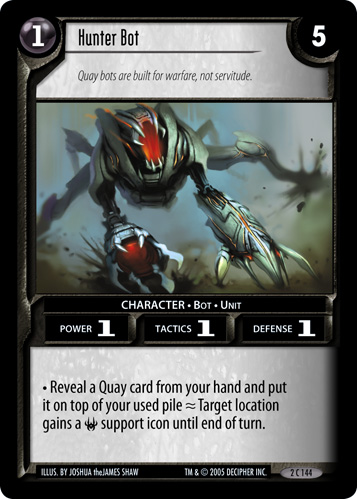 1 Hunter Bot 5
Quay bots are built for warfare, not servitude.
CHARACTER • BOT • UNIT
POWER 1 TACTICS 1 DEFENSE 1
• Reveal a Quay card from your hand and put
it on top of your used pile ≈ Target location
gains a support icon until end of turn.
ILLUS. BY JOSHUA theJAMES SHAW TM & © 2005 DECIPHER INC. 2 C 144